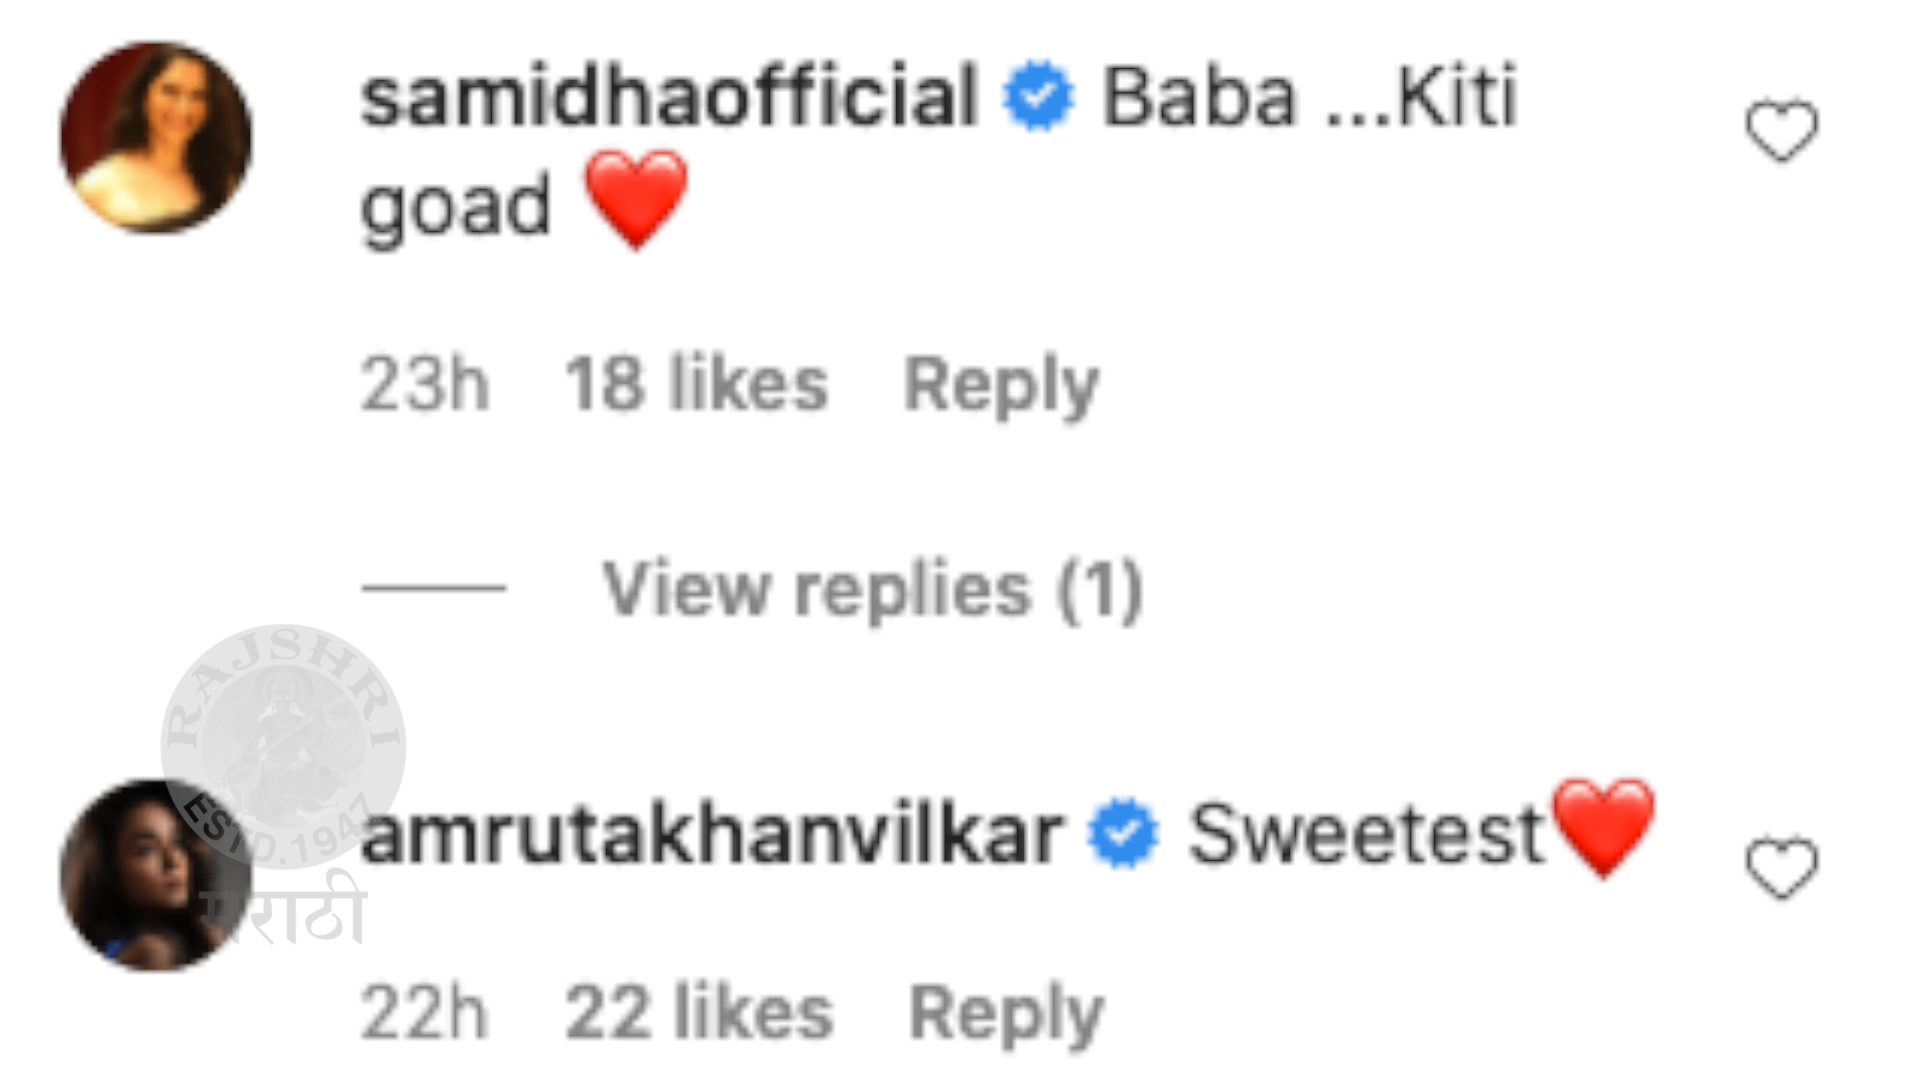 samidhaofficial Baba ...Kiti
goad ❤️
23h 18 likes Reply
View replies (1)
RAJSHRI
ESTD.1947
मराठी
amrutakhanvilkar Sweetest❤️
22h 22 likes Reply